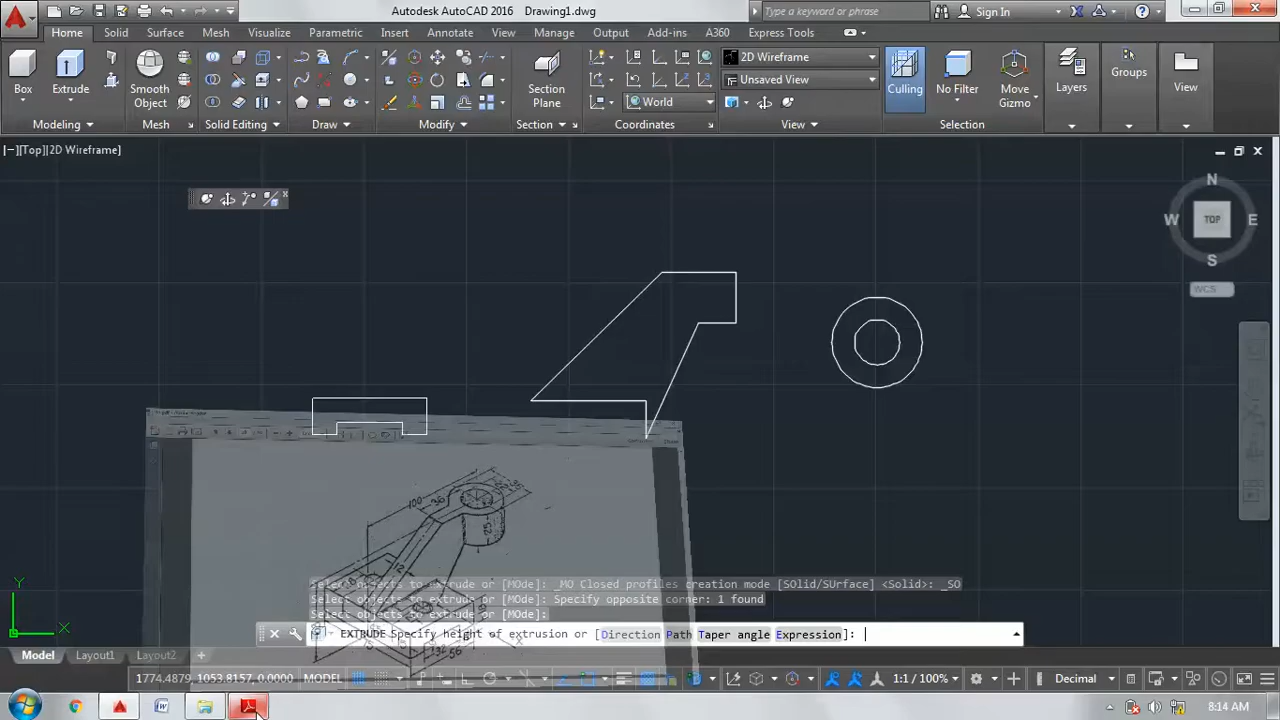 Autodesk AutoCAD 2016 Drawing1.dwg
Type a keyword or phrase
Sign In
Home Solid Surface Mesh Visualize Parametric Insert Annotate View Manage Output Add-ins A360 Express Tools
Box Extrude Smooth Object Section Plane 2D Wireframe Unsaved View World Culling No Filter Move Gizmo Layers Groups View
Modeling Mesh Solid Editing Draw Modify Section Coordinates View Selection
[−][Top][2D Wireframe]
N
W TOP E
S
WCS
100 36
25
12
132 56
Select objects to extrude or [MOde]: _MO Closed profiles creation mode [SOlid/SUrface] <Solid>: _SO
Select objects to extrude or [MOde]: Specify opposite corner: 1 found
Select objects to extrude or [MOde]:
EXTRUDE Specify height of extrusion or [Direction Path Taper angle Expression]:
Y
X
Model Layout1 Layout2 +
1774.4879, 1053.8157, 0.0000 MODEL 1:1 / 100% Decimal
8:14 AM